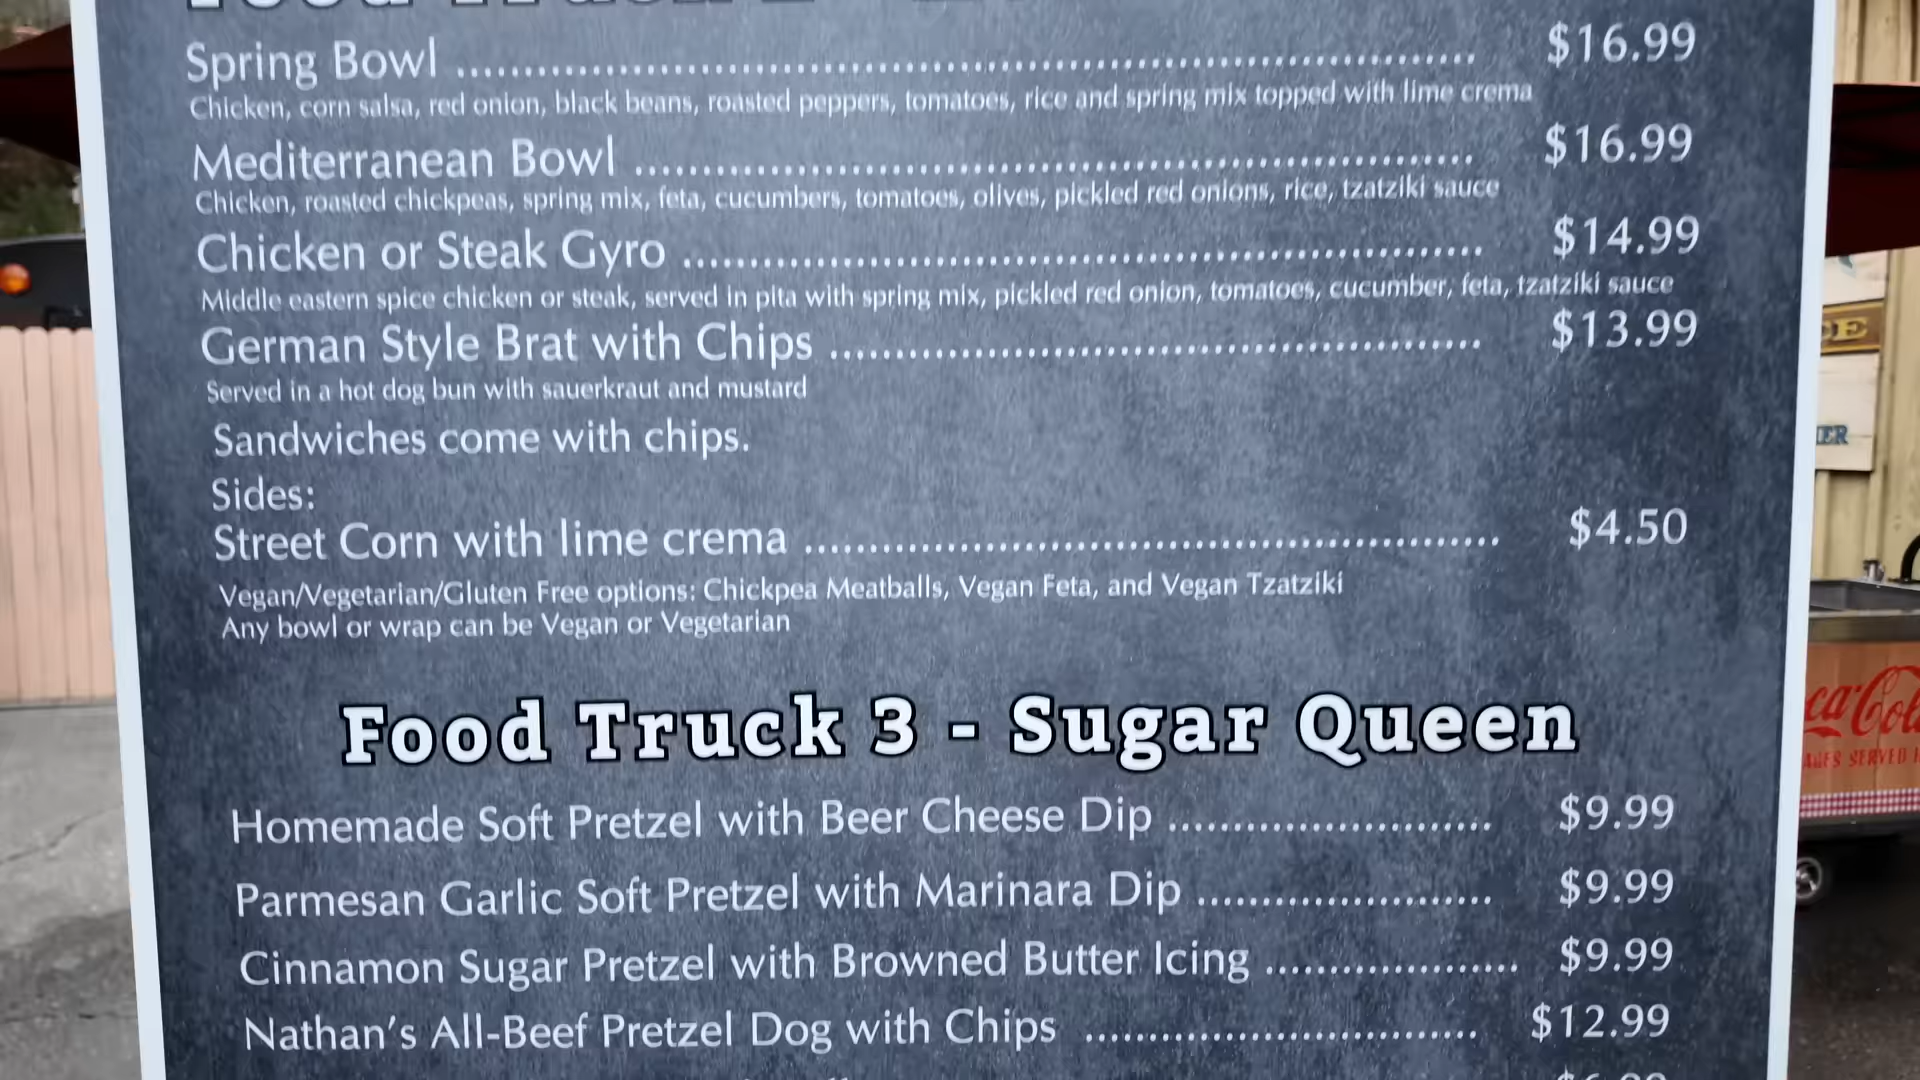 Food Truck 2 -
Spring Bowl ........................................ $16.99
Chicken, corn salsa, red onion, black beans, roasted peppers, tomatoes, rice and spring mix topped with lime crema
Mediterranean Bowl ........................................ $16.99
Chicken, roasted chickpeas, spring mix, feta, cucumbers, tomatoes, olives, pickled red onions, rice, tzatziki sauce
Chicken or Steak Gyro ........................................ $14.99
Middle eastern spice chicken or steak, served in pita with spring mix, pickled red onion, tomatoes, cucumber, feta, tzatziki sauce
German Style Brat with Chips ........................................ $13.99
Served in a hot dog bun with sauerkraut and mustard
Sandwiches come with chips.
Sides:
Street Corn with lime crema ........................................ $4.50
Vegan/Vegetarian/Gluten Free options: Chickpea Meatballs, Vegan Feta, and Vegan Tzatziki
Any bowl or wrap can be Vegan or Vegetarian
Food Truck 3 - Sugar Queen
Homemade Soft Pretzel with Beer Cheese Dip ........................ $9.99
Parmesan Garlic Soft Pretzel with Marinara Dip ...................... $9.99
Cinnamon Sugar Pretzel with Browned Butter Icing ................... $9.99
Nathan's All-Beef Pretzel Dog with Chips ............................. $12.99